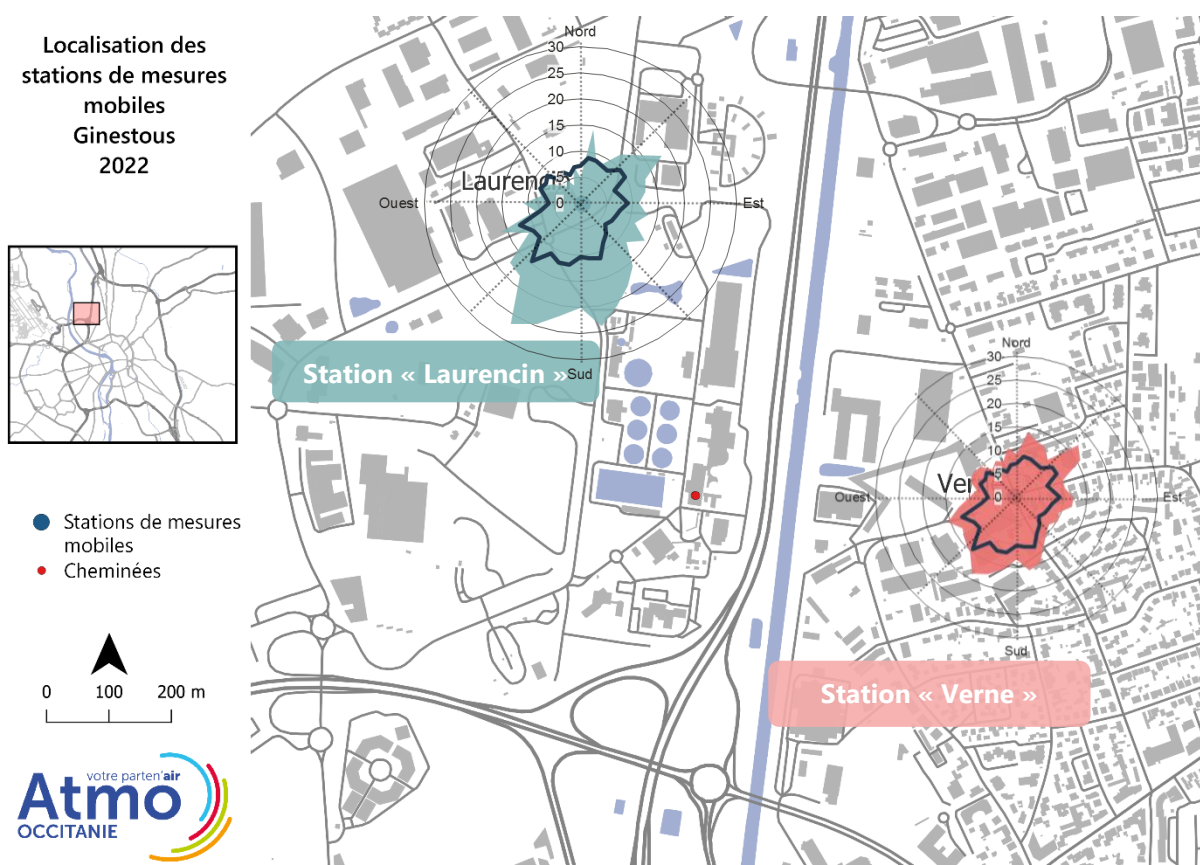 Localisation des
stations de mesures
mobiles
Ginestous
2022
Stations de mesures
mobiles
Cheminées
0 100 200 m
votre parten'air
Atmo
OCCITANIE
Nord
30
25
20
15
10
5
0
Ouest
Est
Sud
Station « Laurencin »
Nord
30
25
20
15
10
5
0
Ouest
Est
Sud
Station « Verne »